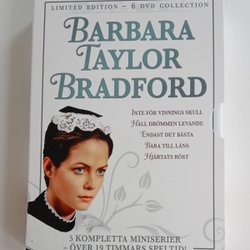 LIMITED EDITION – 6 DVD COLLECTION
BARBARA
TAYLOR
BRADFORD
INTE FÖR VINNINGS SKULL
HÅLL DRÖMMEN LEVANDE
ENDAST DET BÄSTA
BARA TILL LÅNS
HJÄRTATS RÖST
5 KOMPLETTA MINISERIER
– ÖVER 19 TIMMARS SPELTID!